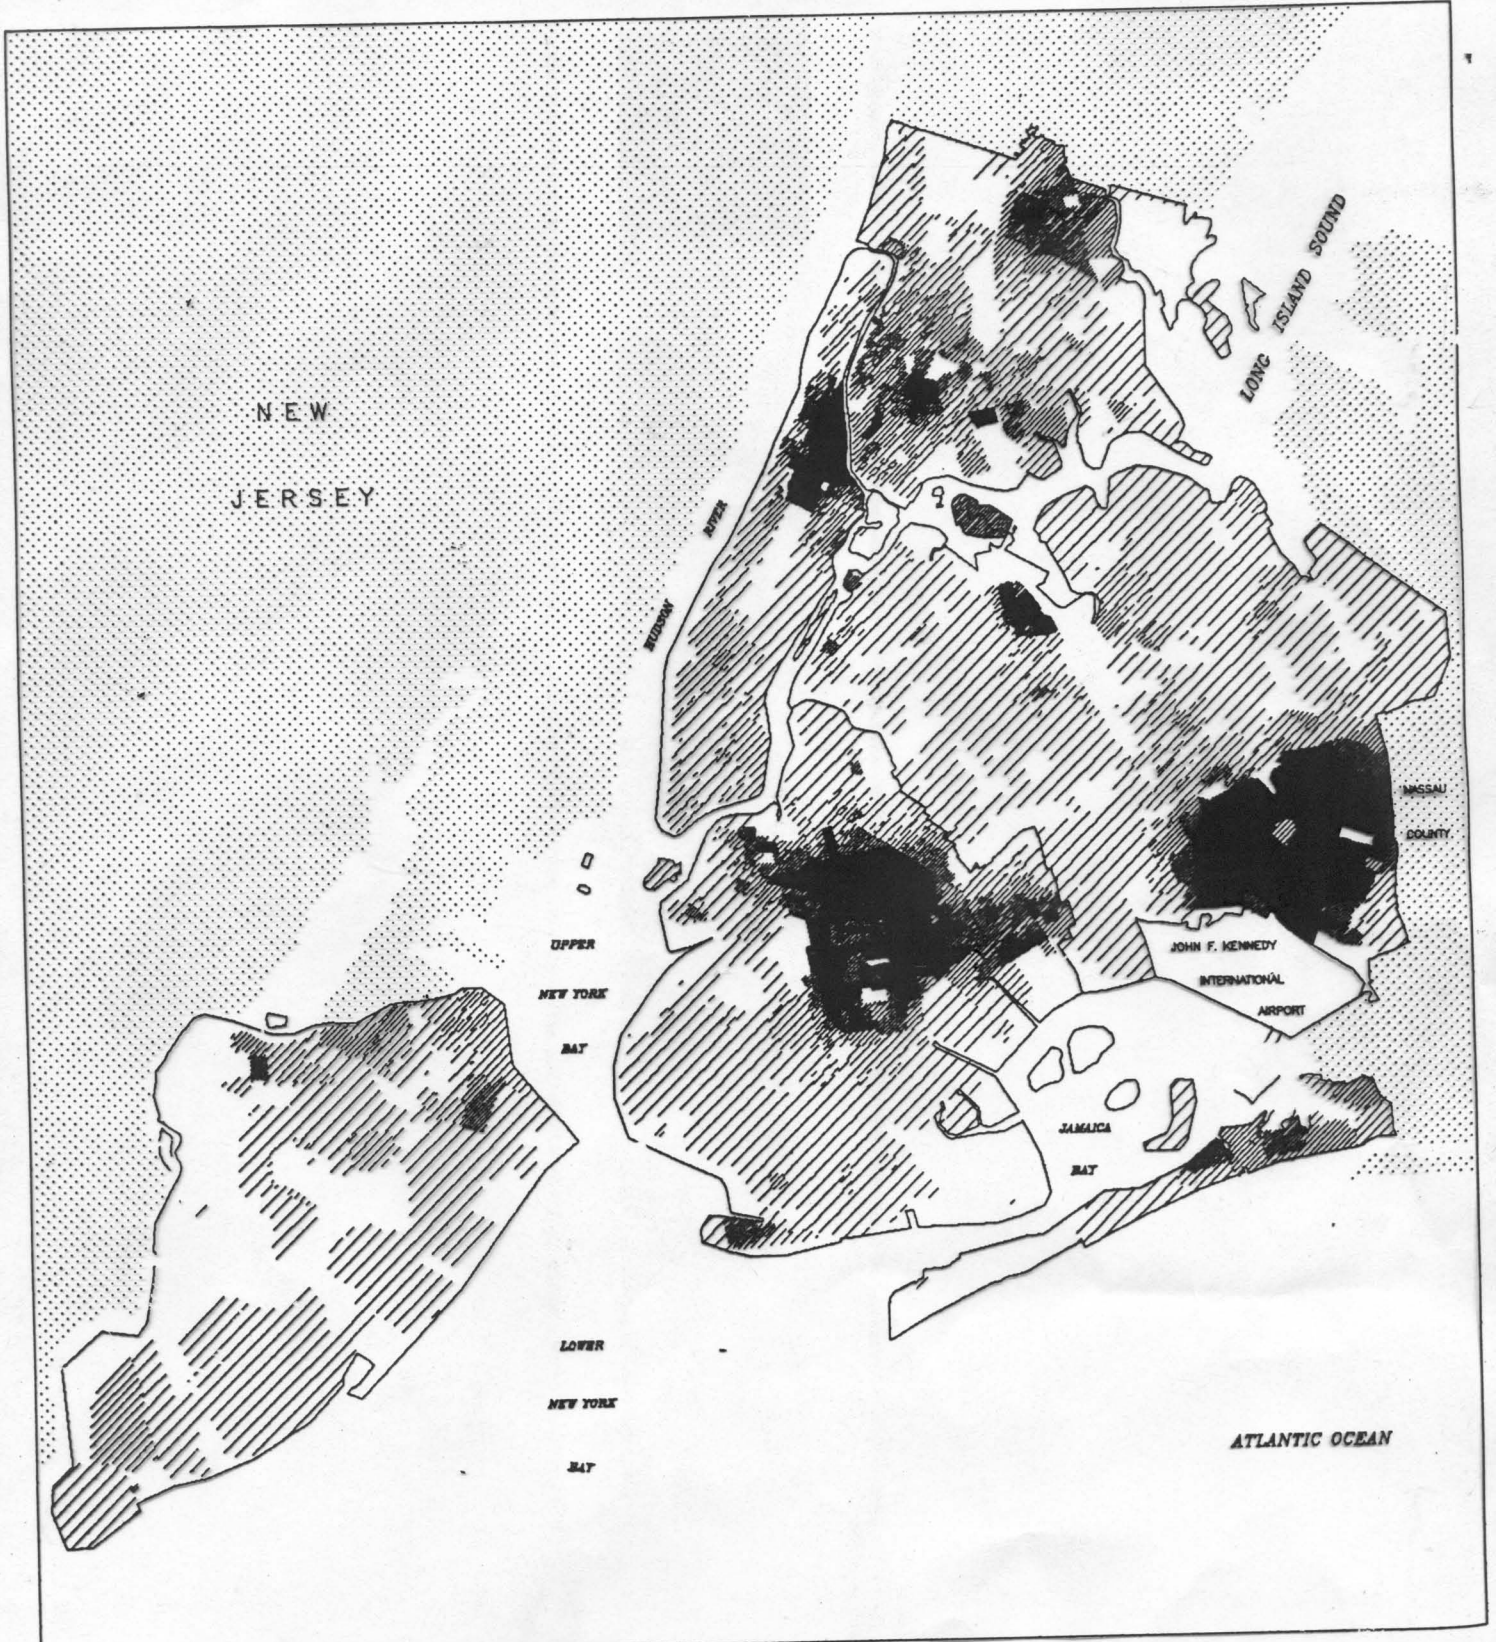 LONG ISLAND SOUND
NEW
JERSEY
RIVER
HUDSON
NASSAU
COUNTY
UPPER
NEW YORK
BAY
JOHN F. KENNEDY
INTERNATIONAL
AIRPORT
JAMAICA
BAY
LOWER
NEW YORK
BAY
ATLANTIC OCEAN